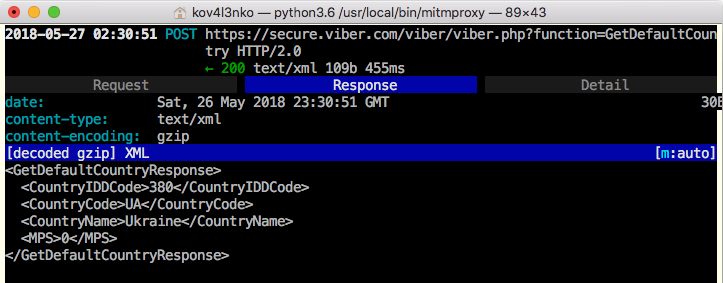 kov4l3nko — python3.6 /usr/local/bin/mitmproxy — 89×43
2018-05-27 02:30:51 POST https://secure.viber.com/viber/viber.php?function=GetDefaultCoun
try HTTP/2.0
← 200 text/xml 109b 455ms
Request Response Detail
date: Sat, 26 May 2018 23:30:51 GMT
content-type: text/xml
content-encoding: gzip
[decoded gzip] XML [m:auto]
<GetDefaultCountryResponse>
  <CountryIDDCode>380</CountryIDDCode>
  <CountryCode>UA</CountryCode>
  <CountryName>Ukraine</CountryName>
  <MPS>0</MPS>
</GetDefaultCountryResponse>